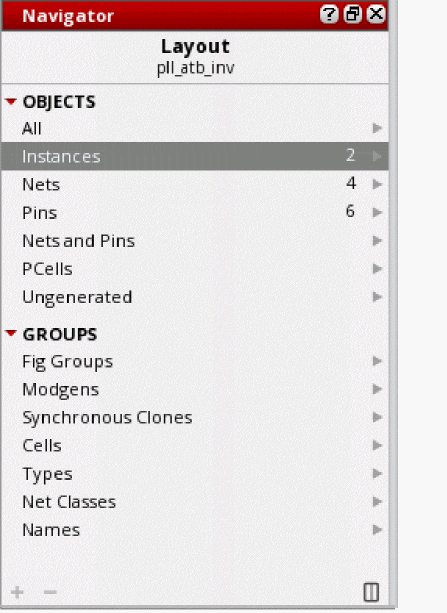 Navigator
Layout
pll_atb_inv
OBJECTS
All
Instances 2
Nets 4
Pins 6
Nets and Pins
PCells
Ungenerated
GROUPS
Fig Groups
Modgens
Synchronous Clones
Cells
Types
Net Classes
Names